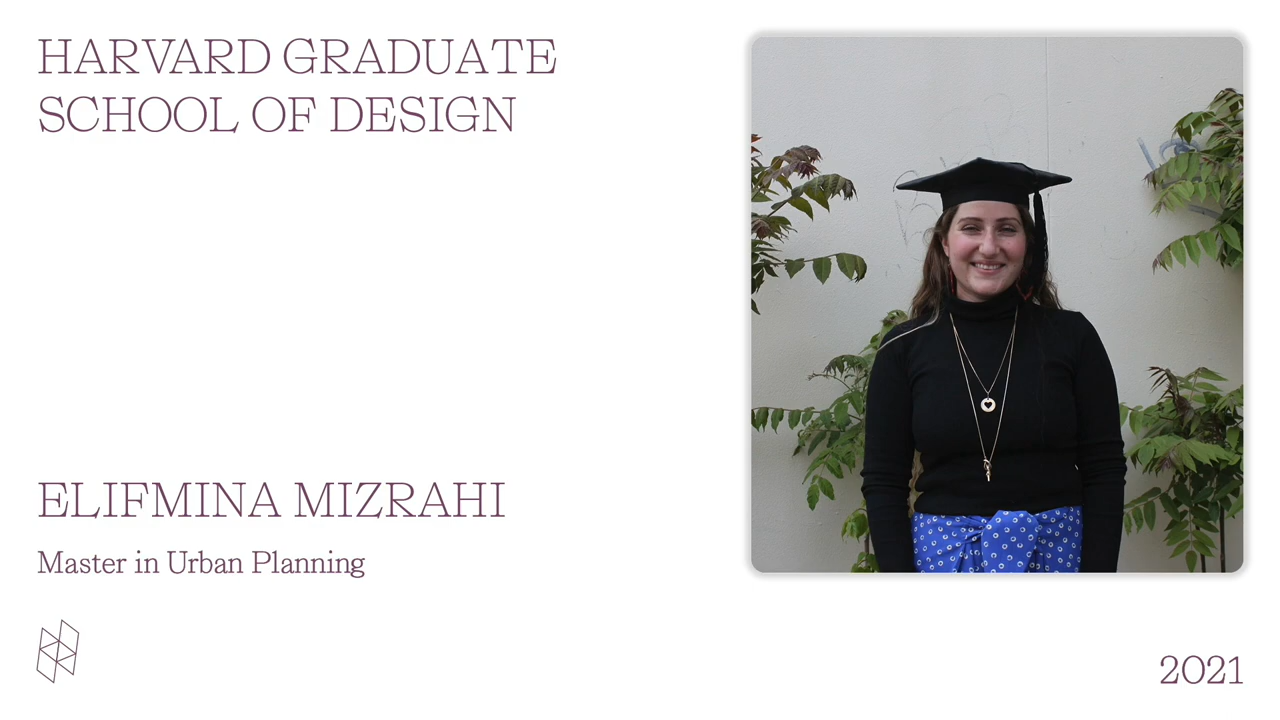 HARVARD GRADUATE
SCHOOL OF DESIGN
ELIFMINA MIZRAHI
Master in Urban Planning
2021